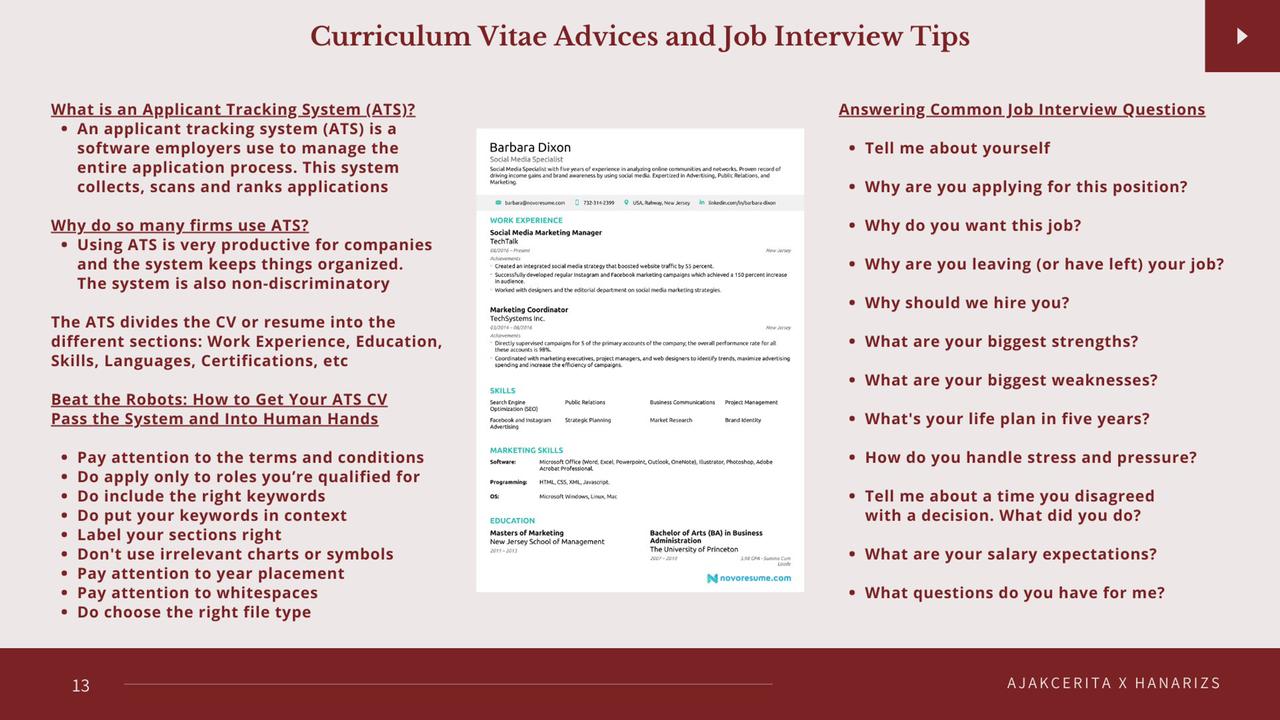 Curriculum Vitae Advices and Job Interview Tips
What is an Applicant Tracking System (ATS)?
• An applicant tracking system (ATS) is a
software employers use to manage the
entire application process. This system
collects, scans and ranks applications
Why do so many firms use ATS?
• Using ATS is very productive for companies
and the system keeps things organized.
The system is also non-discriminatory
The ATS divides the CV or resume into the
different sections: Work Experience, Education,
Skills, Languages, Certifications, etc
Beat the Robots: How to Get Your ATS CV
Pass the System and Into Human Hands
• Pay attention to the terms and conditions
• Do apply only to roles you’re qualified for
• Do include the right keywords
• Do put your keywords in context
• Label your sections right
• Don't use irrelevant charts or symbols
• Pay attention to year placement
• Pay attention to whitespaces
• Do choose the right file type
Barbara Dixon
Social Media Specialist
Social Media Specialist with five years of experience in analyzing online communities and networks. Proven record of
driving income gains and brand awareness by using social media. Expertized in Advertising, Public Relations, and
Marketing.
barbara@novoresume.com 732-314-2399 USA, Rahway, New Jersey linkedin.com/in/barbara-dixon
WORK EXPERIENCE
Social Media Marketing Manager
TechTalk
08/2016 – Present New Jersey
Achievements
Created an integrated social media strategy that boosted website traffic by 55 percent.
Successfully developed regular Instagram and Facebook marketing campaigns which achieved a 150 percent increase
in audience.
Worked with designers and the editorial department on social media marketing strategies.
Marketing Coordinator
TechSystems Inc.
03/2014 – 08/2016 New Jersey
Achievements
Directly supervised campaigns for 5 of the primary accounts of the company; the overall performance rate for all
these accounts is 98%.
Coordinated with marketing executives, project managers, and web designers to identify trends, maximize advertising
spending and increase the efficiency of campaigns.
SKILLS
Search Engine Public Relations Business Communications Project Management
Optimization (SEO)
Facebook and Instagram Strategic Planning Market Research Brand Identity
Advertising
MARKETING SKILLS
Software: Microsoft Office (Word, Excel, Powerpoint, Outlook, OneNote), Illustrator, Photoshop, Adobe
Acrobat Professional.
Programming: HTML, CSS, XML, Javascript.
OS: Microsoft Windows, Linux, Mac
EDUCATION
Masters of Marketing
New Jersey School of Management
2011 – 2013
Bachelor of Arts (BA) in Business
Administration
The University of Princeton
2007 – 2010 3.98 GPA - Summa Cum
Laude
novoresume.com
Answering Common Job Interview Questions
• Tell me about yourself
• Why are you applying for this position?
• Why do you want this job?
• Why are you leaving (or have left) your job?
• Why should we hire you?
• What are your biggest strengths?
• What are your biggest weaknesses?
• What's your life plan in five years?
• How do you handle stress and pressure?
• Tell me about a time you disagreed
with a decision. What did you do?
• What are your salary expectations?
• What questions do you have for me?
13
AJAKCERITA X HANARIZS